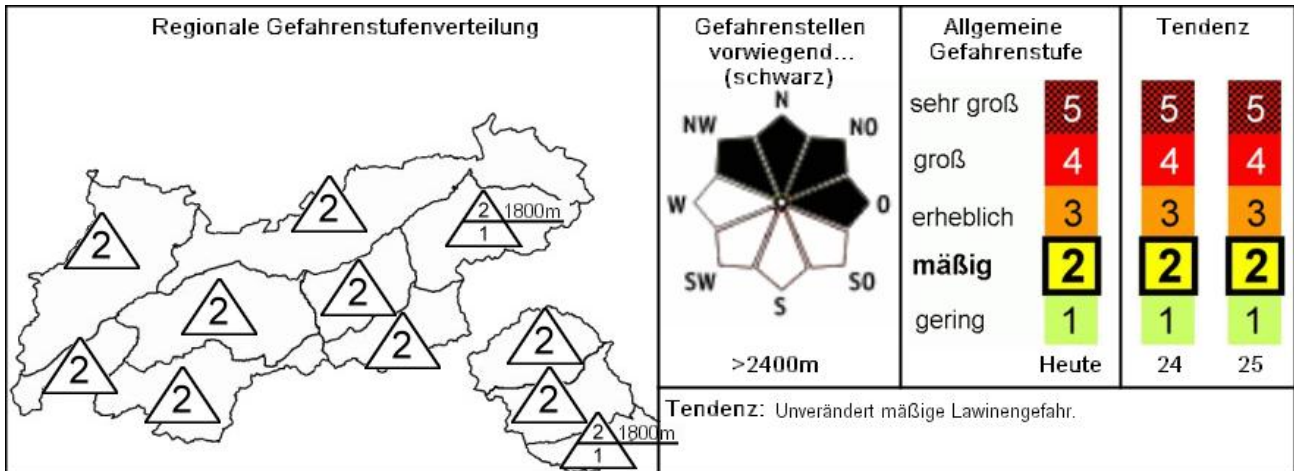 Regionale Gefahrenstufenverteilung
2
2
2 1800m
1
2
2
2
2
2
2
2
2 1800m
1
Gefahrenstellen
vorwiegend...
(schwarz)
N
NW NO
W O
SW SO
S
>2400m
Allgemeine
Gefahrenstufe
sehr groß 5
groß 4
erheblich 3
mäßig 2
gering 1
Heute
Tendenz
5 5
4 4
3 3
2 2
1 1
24 25
Tendenz: Unverändert mäßige Lawinengefahr.